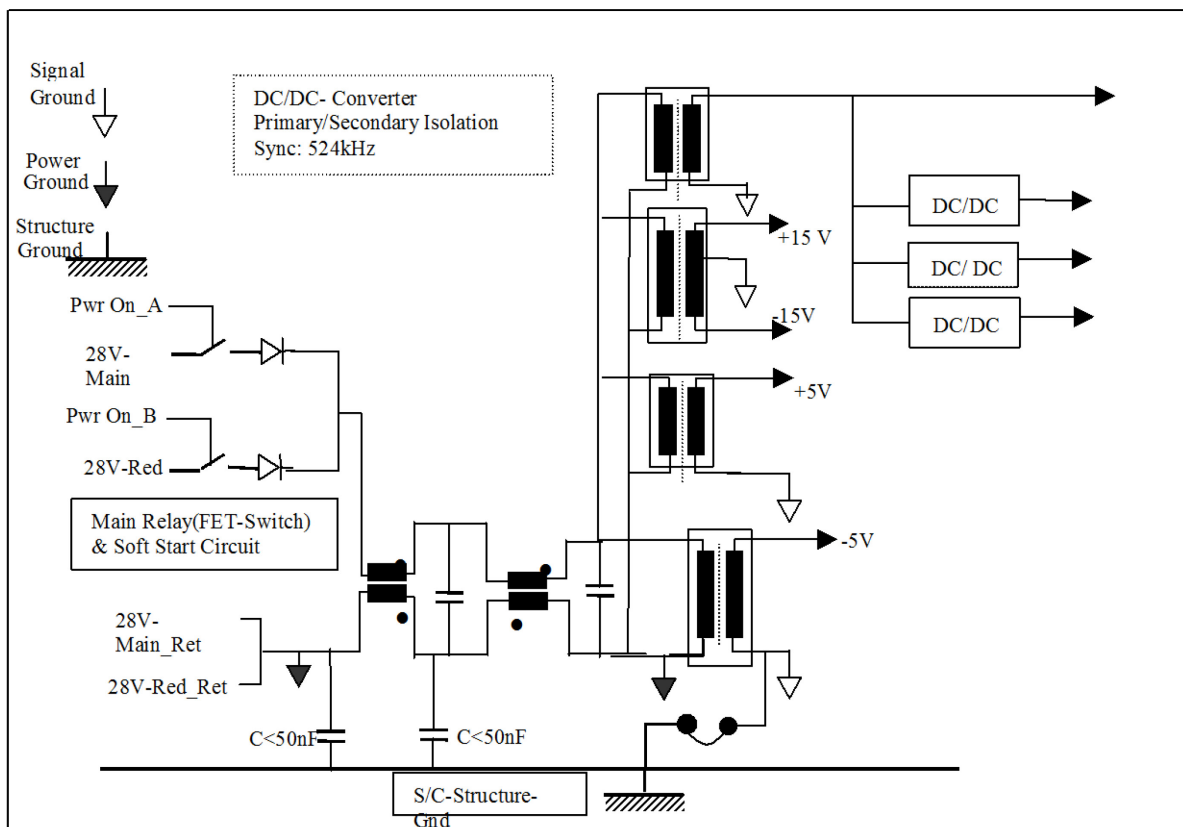 Signal
Ground
Power
Ground
Structure
Ground
DC/DC- Converter
Primary/Secondary Isolation
Sync: 524kHz
Pwr On_A
28V-
Main
Pwr On_B
28V-Red
Main Relay(FET-Switch)
& Soft Start Circuit
28V-
Main_Ret
28V-Red_Ret
C<50nF
C<50nF
S/C-Structure-
Gnd
+15 V
-15V
+5V
-5V
DC/DC
DC/ DC
DC/DC